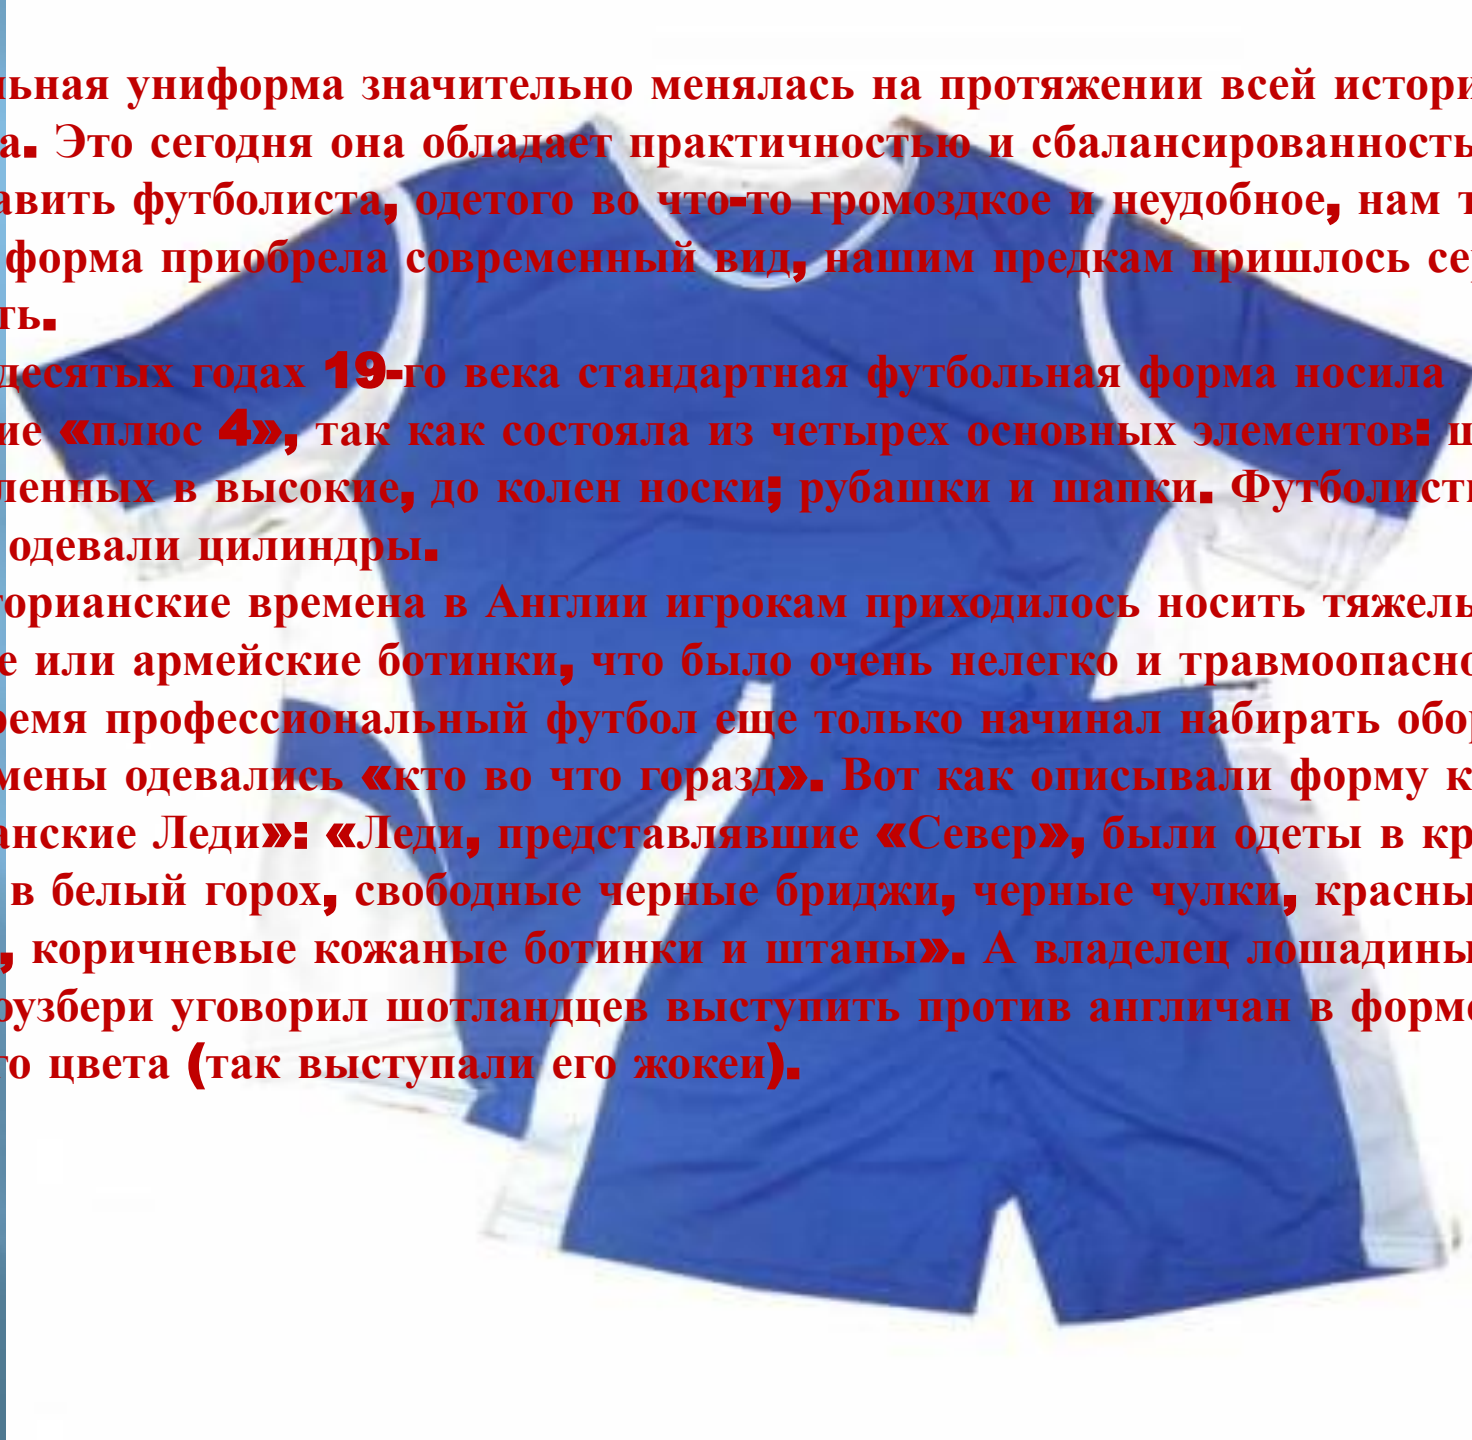 льная униформа значительно менялась на протяжении всей истори
а. Это сегодня она обладает практичностью и сбалансированность
авить футболиста, одетого во что-то громоздкое и неудобное, нам т
форма приобрела современный вид, нашим предкам пришлось се
ть.
десятых годах 19-го века стандартная футбольная форма носила
ие «плюс 4», так как состояла из четырех основных элементов: ш
ленных в высокие, до колен носки; рубашки и шапки. Футболист
одевали цилиндры.
торианские времена в Англии игрокам приходилось носить тяжелы
е или армейские ботинки, что было очень нелегко и травмоопасно
ремя профессиональный футбол еще только начинал набирать обо
мены одевались «кто во что горазд». Вот как описывали форму к
анские Леди»: «Леди, представлявшие «Север», были одеты в кр
в белый горох, свободные черные бриджи, черные чулки, красны
, коричневые кожаные ботинки и штаны». А владелец лошадины
оузбери уговорил шотландцев выступить против англичан в форм
го цвета (так выступали его жокеи).